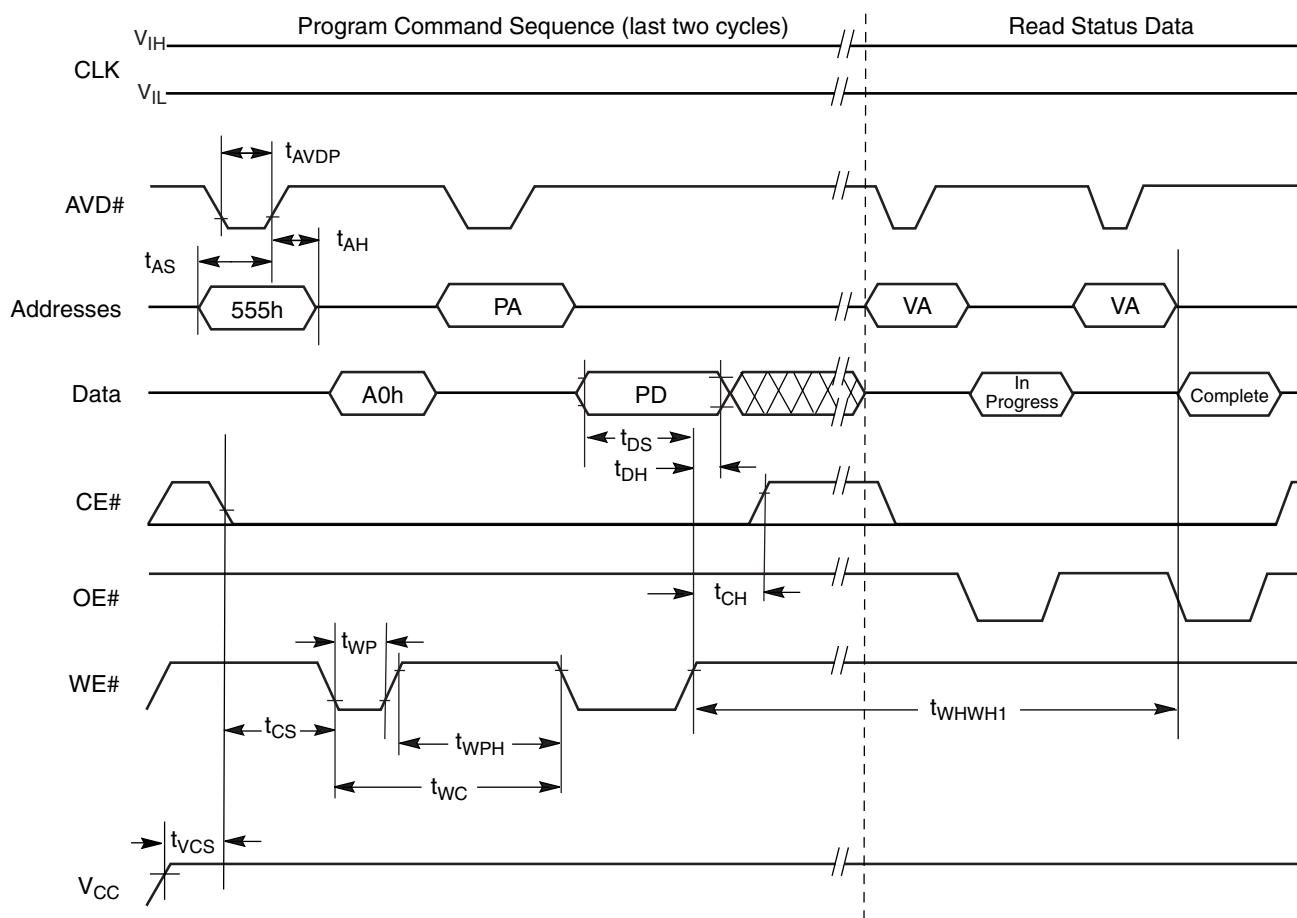 Program Command Sequence (last two cycles)
Read Status Data
VIH
CLK
VIL
tAVDP
AVD#
tAH
tAS
Addresses
555h
PA
VA
VA
Data
A0h
PD
In
Progress
Complete
tDS
tDH
CE#
OE#
tCH
tWP
WE#
tWHWH1
tCS
tWPH
tWC
tVCS
VCC